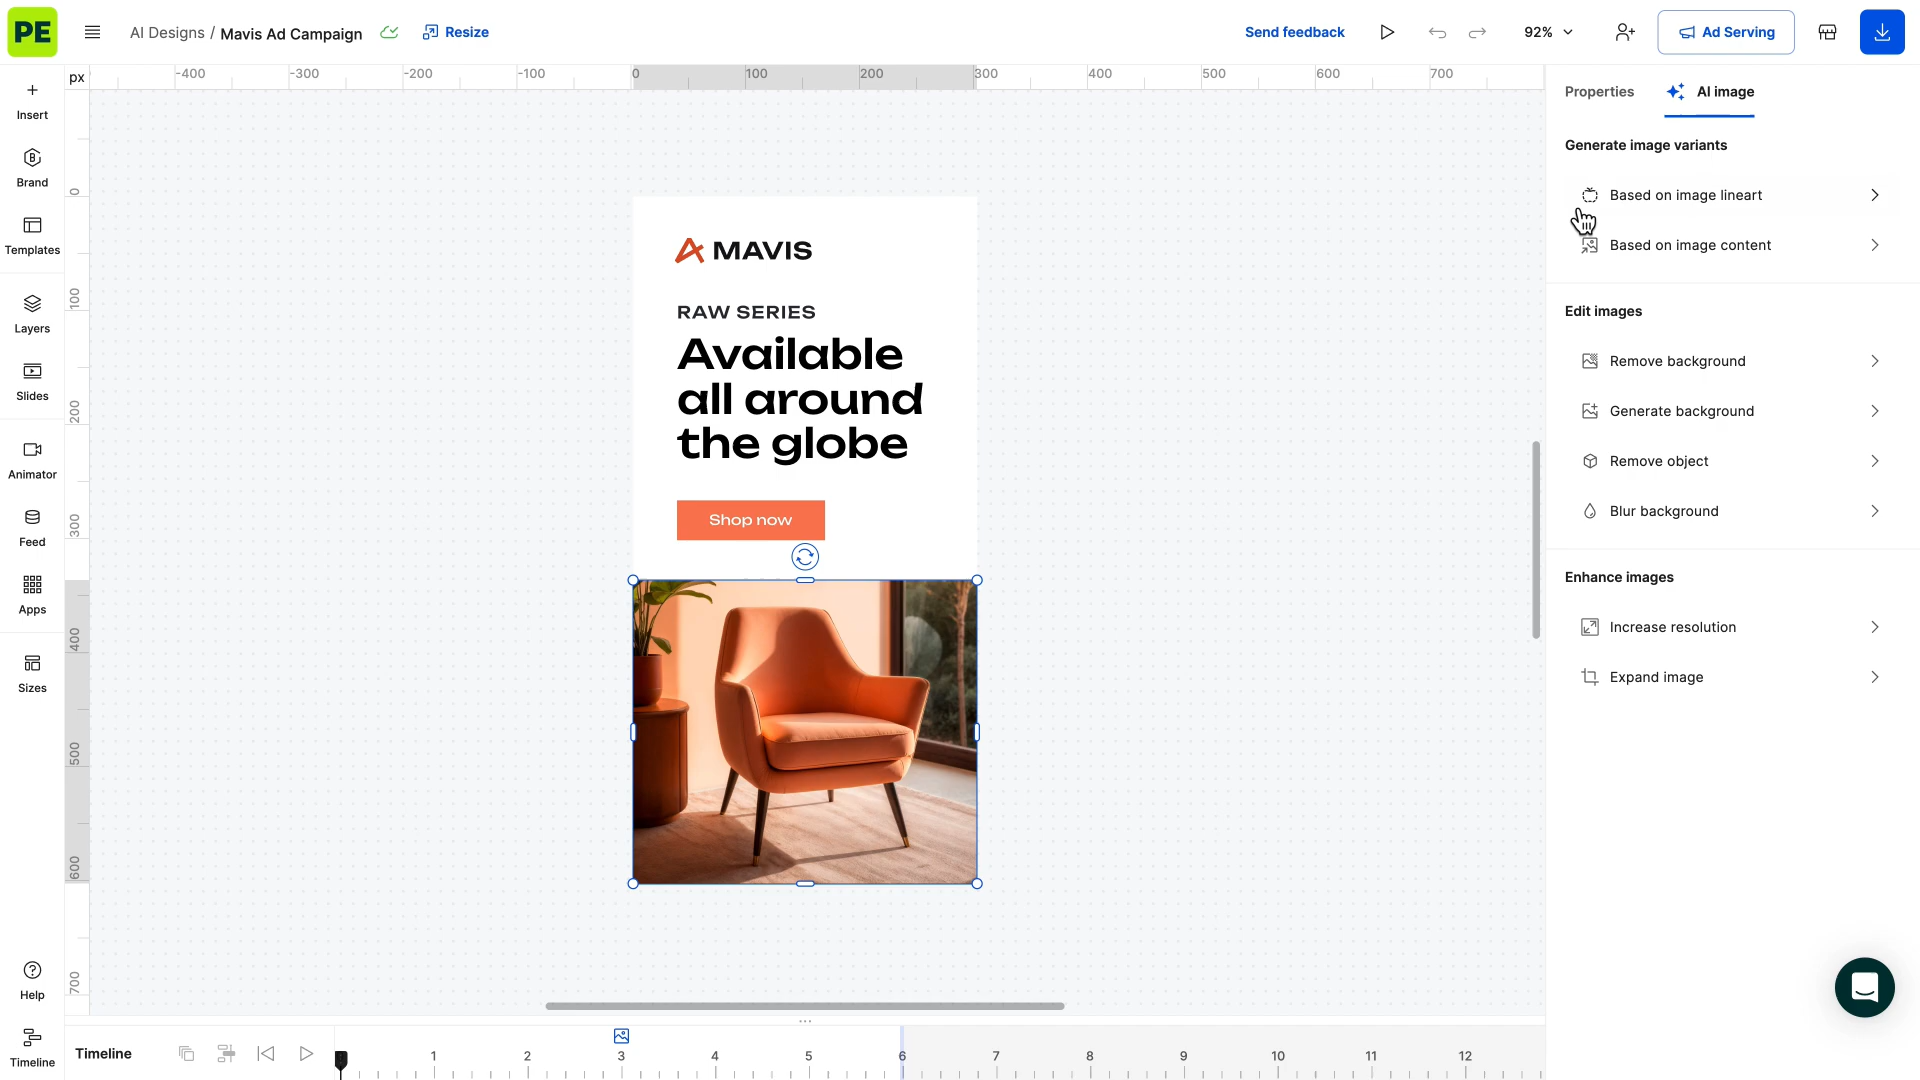 PE
AI Designs / Mavis Ad Campaign
Resize
Send feedback
92%
Ad Serving
px
-400 -300 -200 -100 0 100 200 300 400 500 600 700
Insert
B
Brand
Templates
Layers
Slides
Animator
Feed
Apps
Sizes
Help
Timeline
0
100
200
300
400
500
600
700
MAVIS
RAW SERIES
Available
all around
the globe
Shop now
Properties
AI image
Generate image variants
Based on image lineart
Based on image content
Edit images
Remove background
Generate background
Remove object
Blur background
Enhance images
Increase resolution
Expand image
Timeline
1 2 3 4 5 6 7 8 9 10 11 12